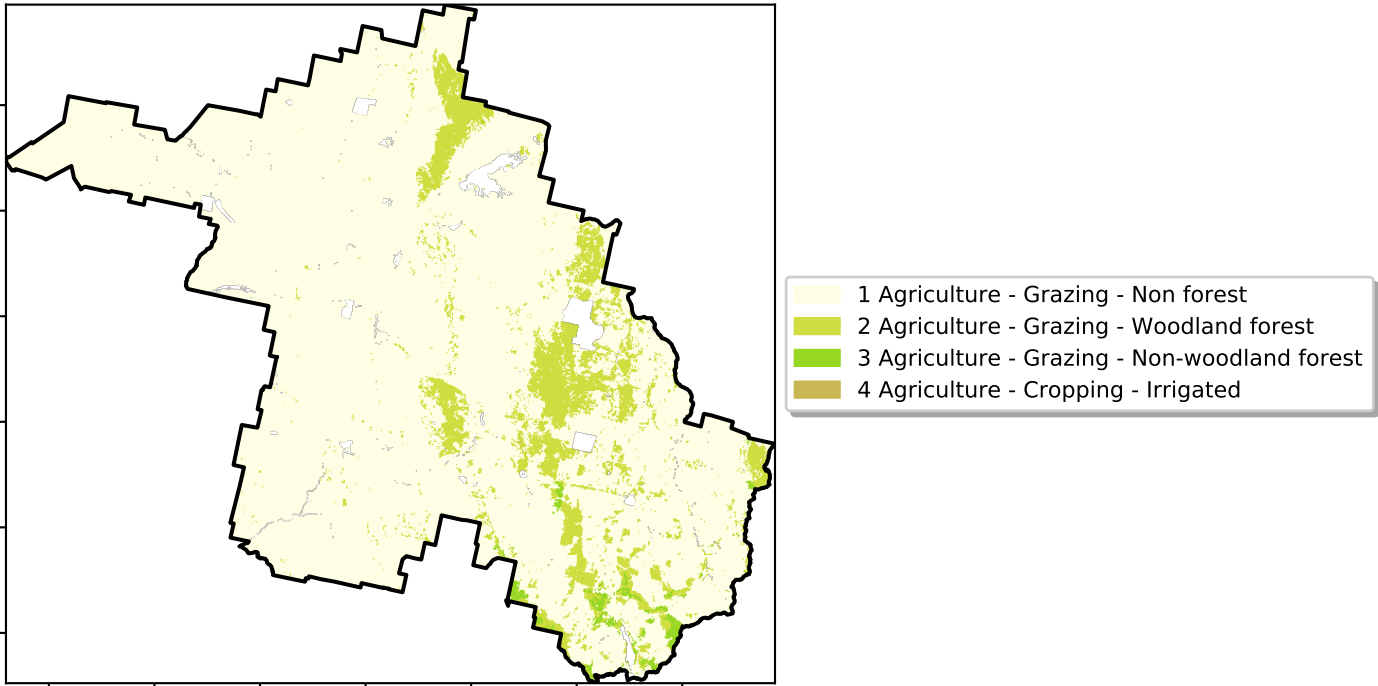 1 Agriculture - Grazing - Non forest
2 Agriculture - Grazing - Woodland forest
3 Agriculture - Grazing - Non-woodland forest
4 Agriculture - Cropping - Irrigated